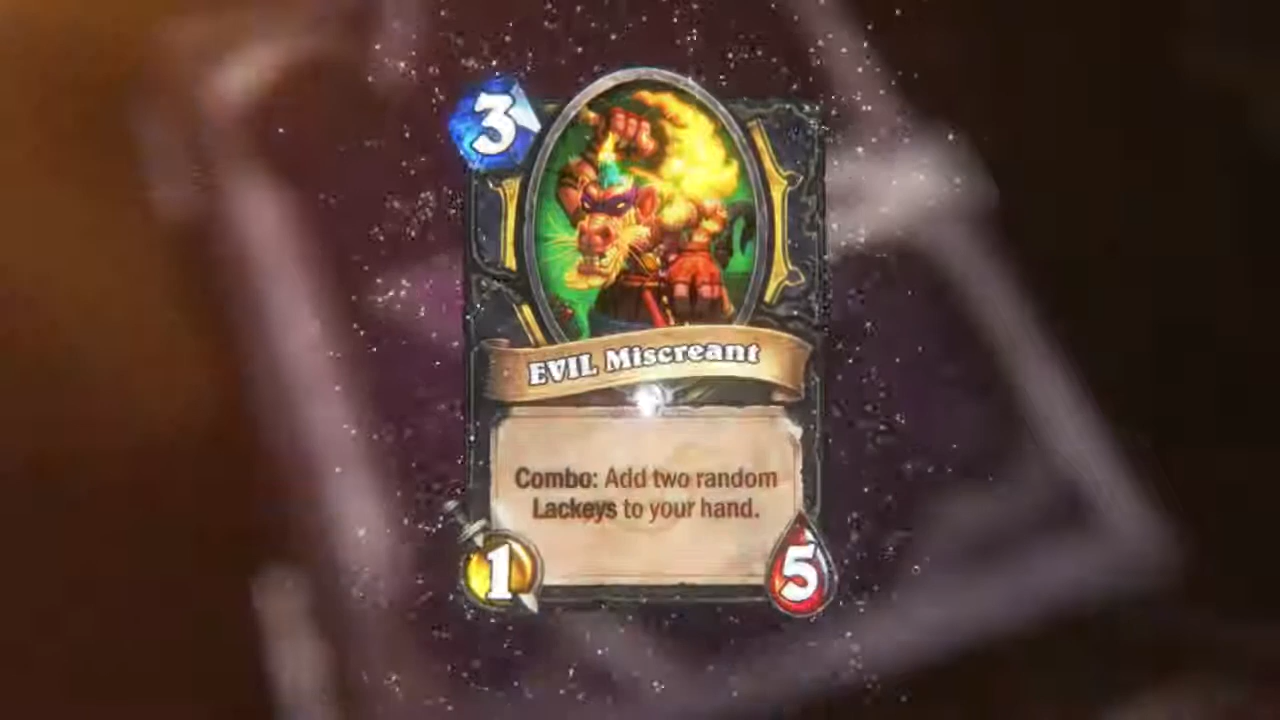 3
EVIL Miscreant
Combo: Add two random
Lackeys to your hand.
1
5